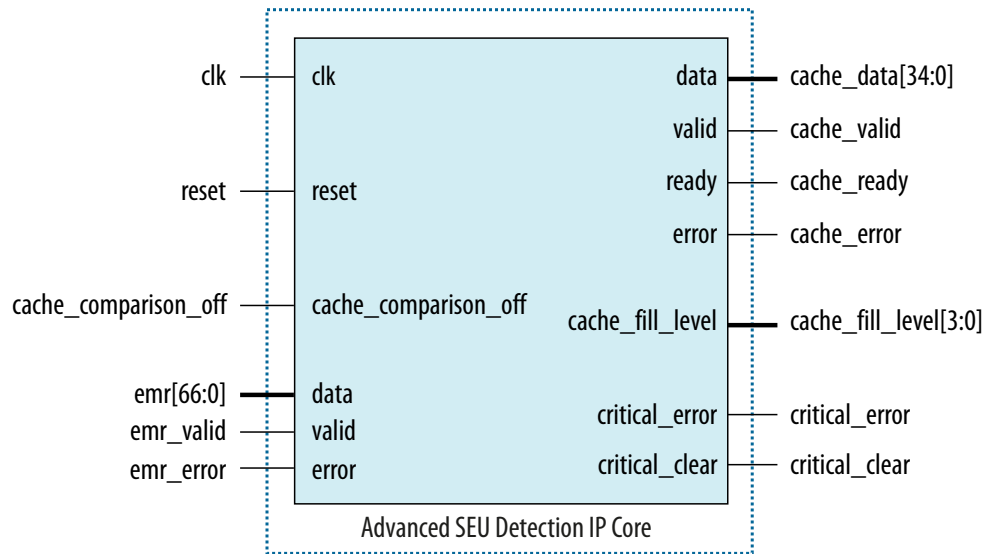 clk clk data cache_data[34:0]
valid cache_valid
reset reset ready cache_ready
error cache_error
cache_comparison_off cache_comparison_off
cache_fill_level cache_fill_level[3:0]
emr[66:0] data
emr_valid valid critical_error critical_error
emr_error error critical_clear critical_clear
Advanced SEU Detection IP Core